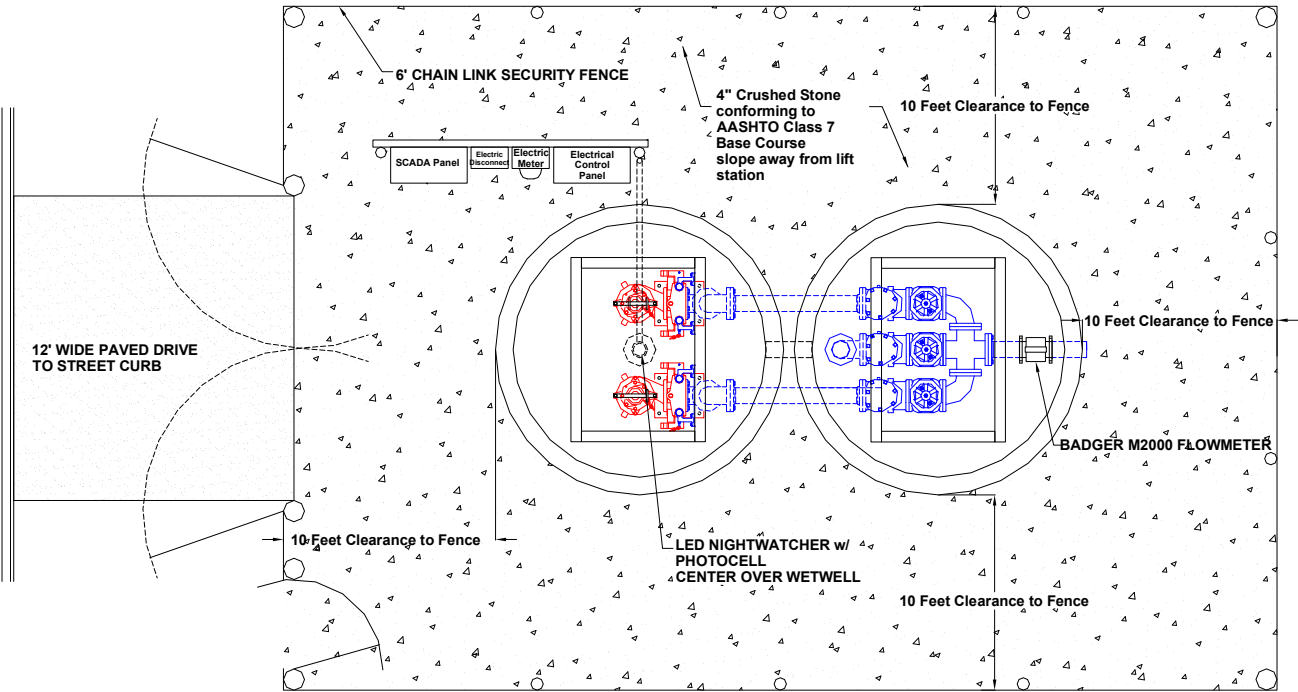 6' CHAIN LINK SECURITY FENCE
4" Crushed Stone
conforming to
AASHTO Class 7
Base Course
slope away from lift
station
10 Feet Clearance to Fence
SCADA Panel
Electric
Disconnect
Electric
Meter
Electrical
Control
Panel
12' WIDE PAVED DRIVE
TO STREET CURB
10 Feet Clearance to Fence
BADGER M2000 FLOWMETER
10 Feet Clearance to Fence
LED NIGHTWATCHER w/
PHOTOCELL
CENTER OVER WETWELL
10 Feet Clearance to Fence